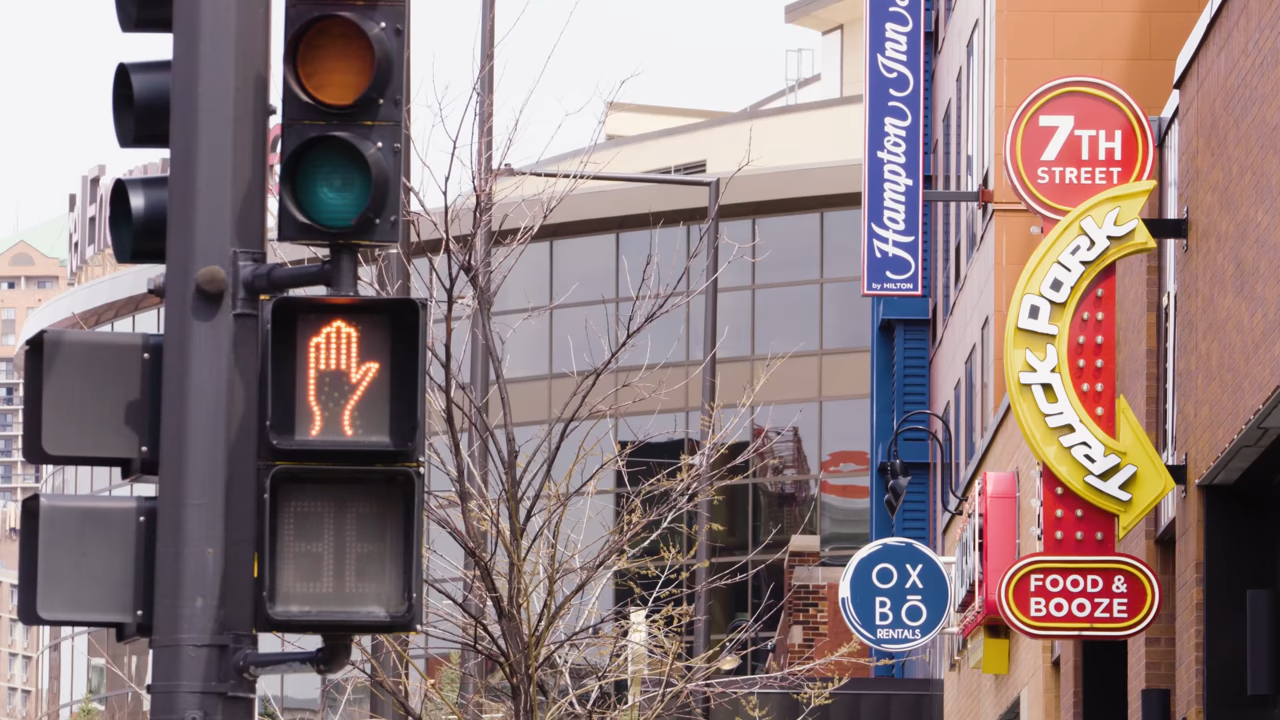 Hampton Inn
by HILTON
7TH
STREET
TRUCK PARK
FOOD &
BOOZE
OX
BŌ
RENTALS